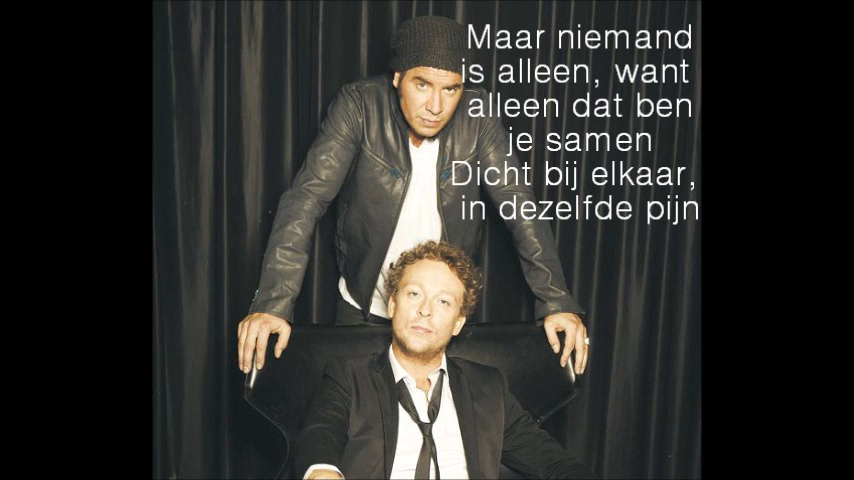 Maar niemand
is alleen, want
alleen dat ben
je samen
Dicht bij elkaar,
in dezelfde pijn